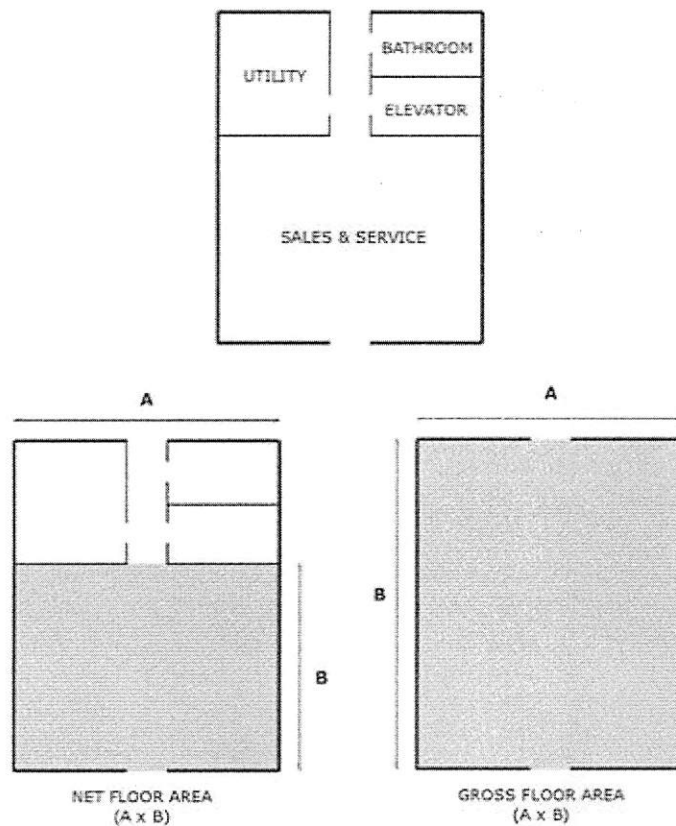 BATHROOM
UTILITY
ELEVATOR
SALES & SERVICE
A
A
B
B
NET FLOOR AREA
(A x B)
GROSS FLOOR AREA
(A x B)